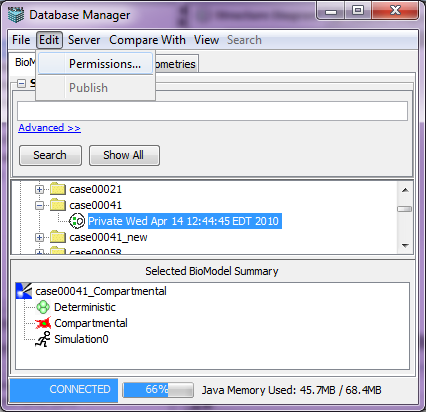 Database Manager
File Edit Server Compare With View Search
Permissions...
Publish
BioM ometries
S
Advanced >>
Search Show All
case00021
case00041
Private Wed Apr 14 12:44:45 EDT 2010
case00041_new
case00058
Selected BioModel Summary
case00041_Compartmental
Deterministic
Compartmental
Simulation0
CONNECTED 66% Java Memory Used: 45.7MB / 68.4MB